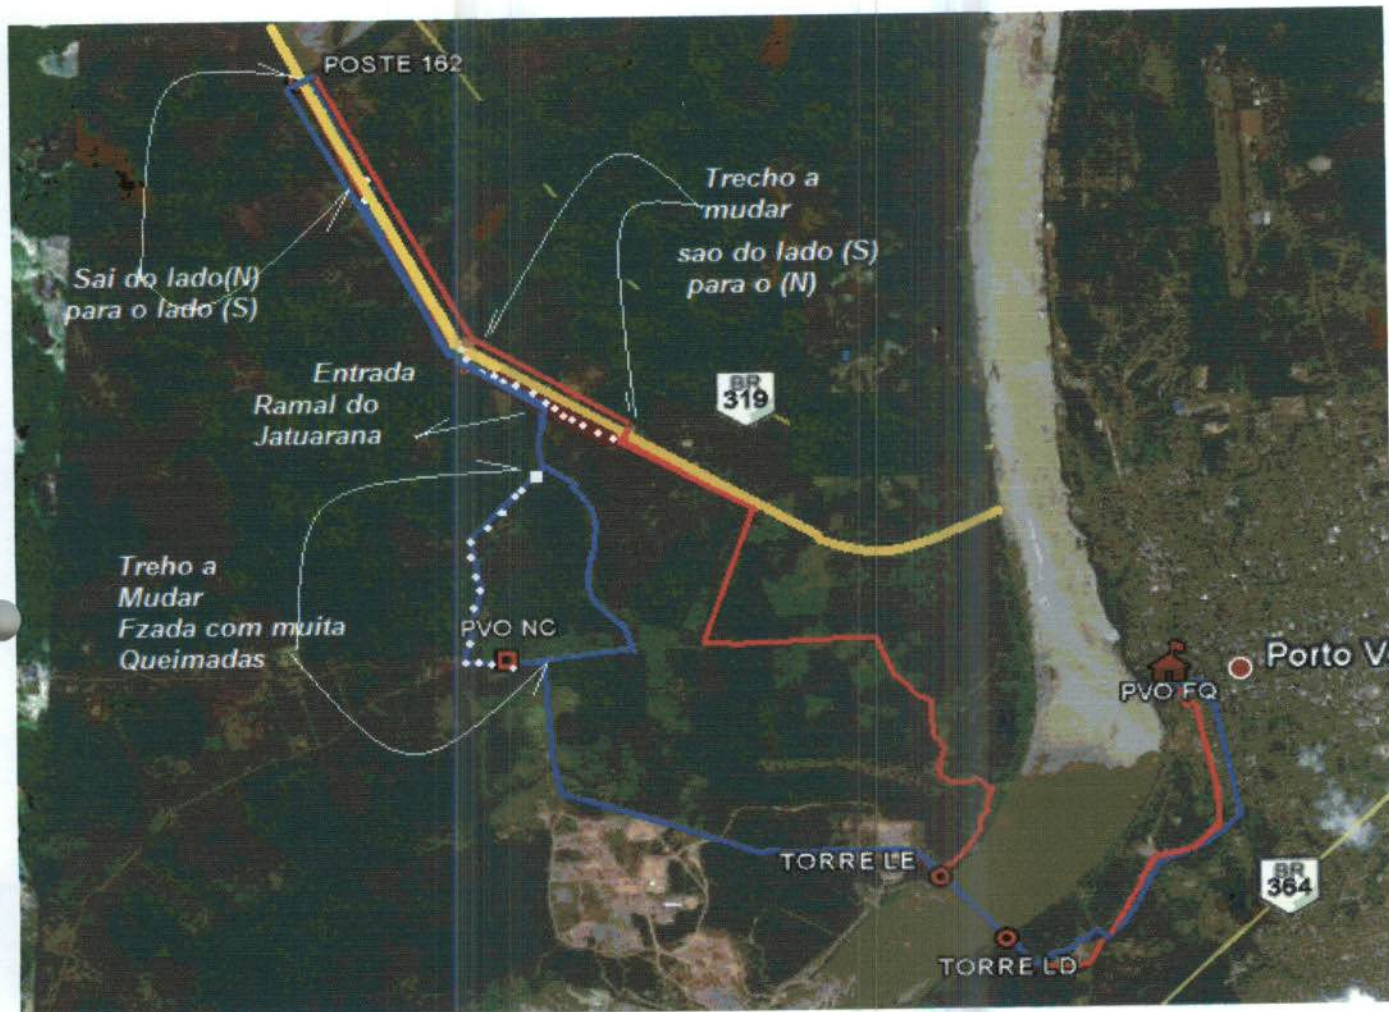 POSTE 162
Trecho a
mudar
sao do lado (S)
para o (N)
Sai do lado(N)
para o lado (S)
Entrada
Ramal do
Jatuarana
BR
319
Treho a
Mudar
Fzada com muita
Queimadas
PVO NC
Porto V
PVO FQ
TORRE LE
BR
364
TORRE LD